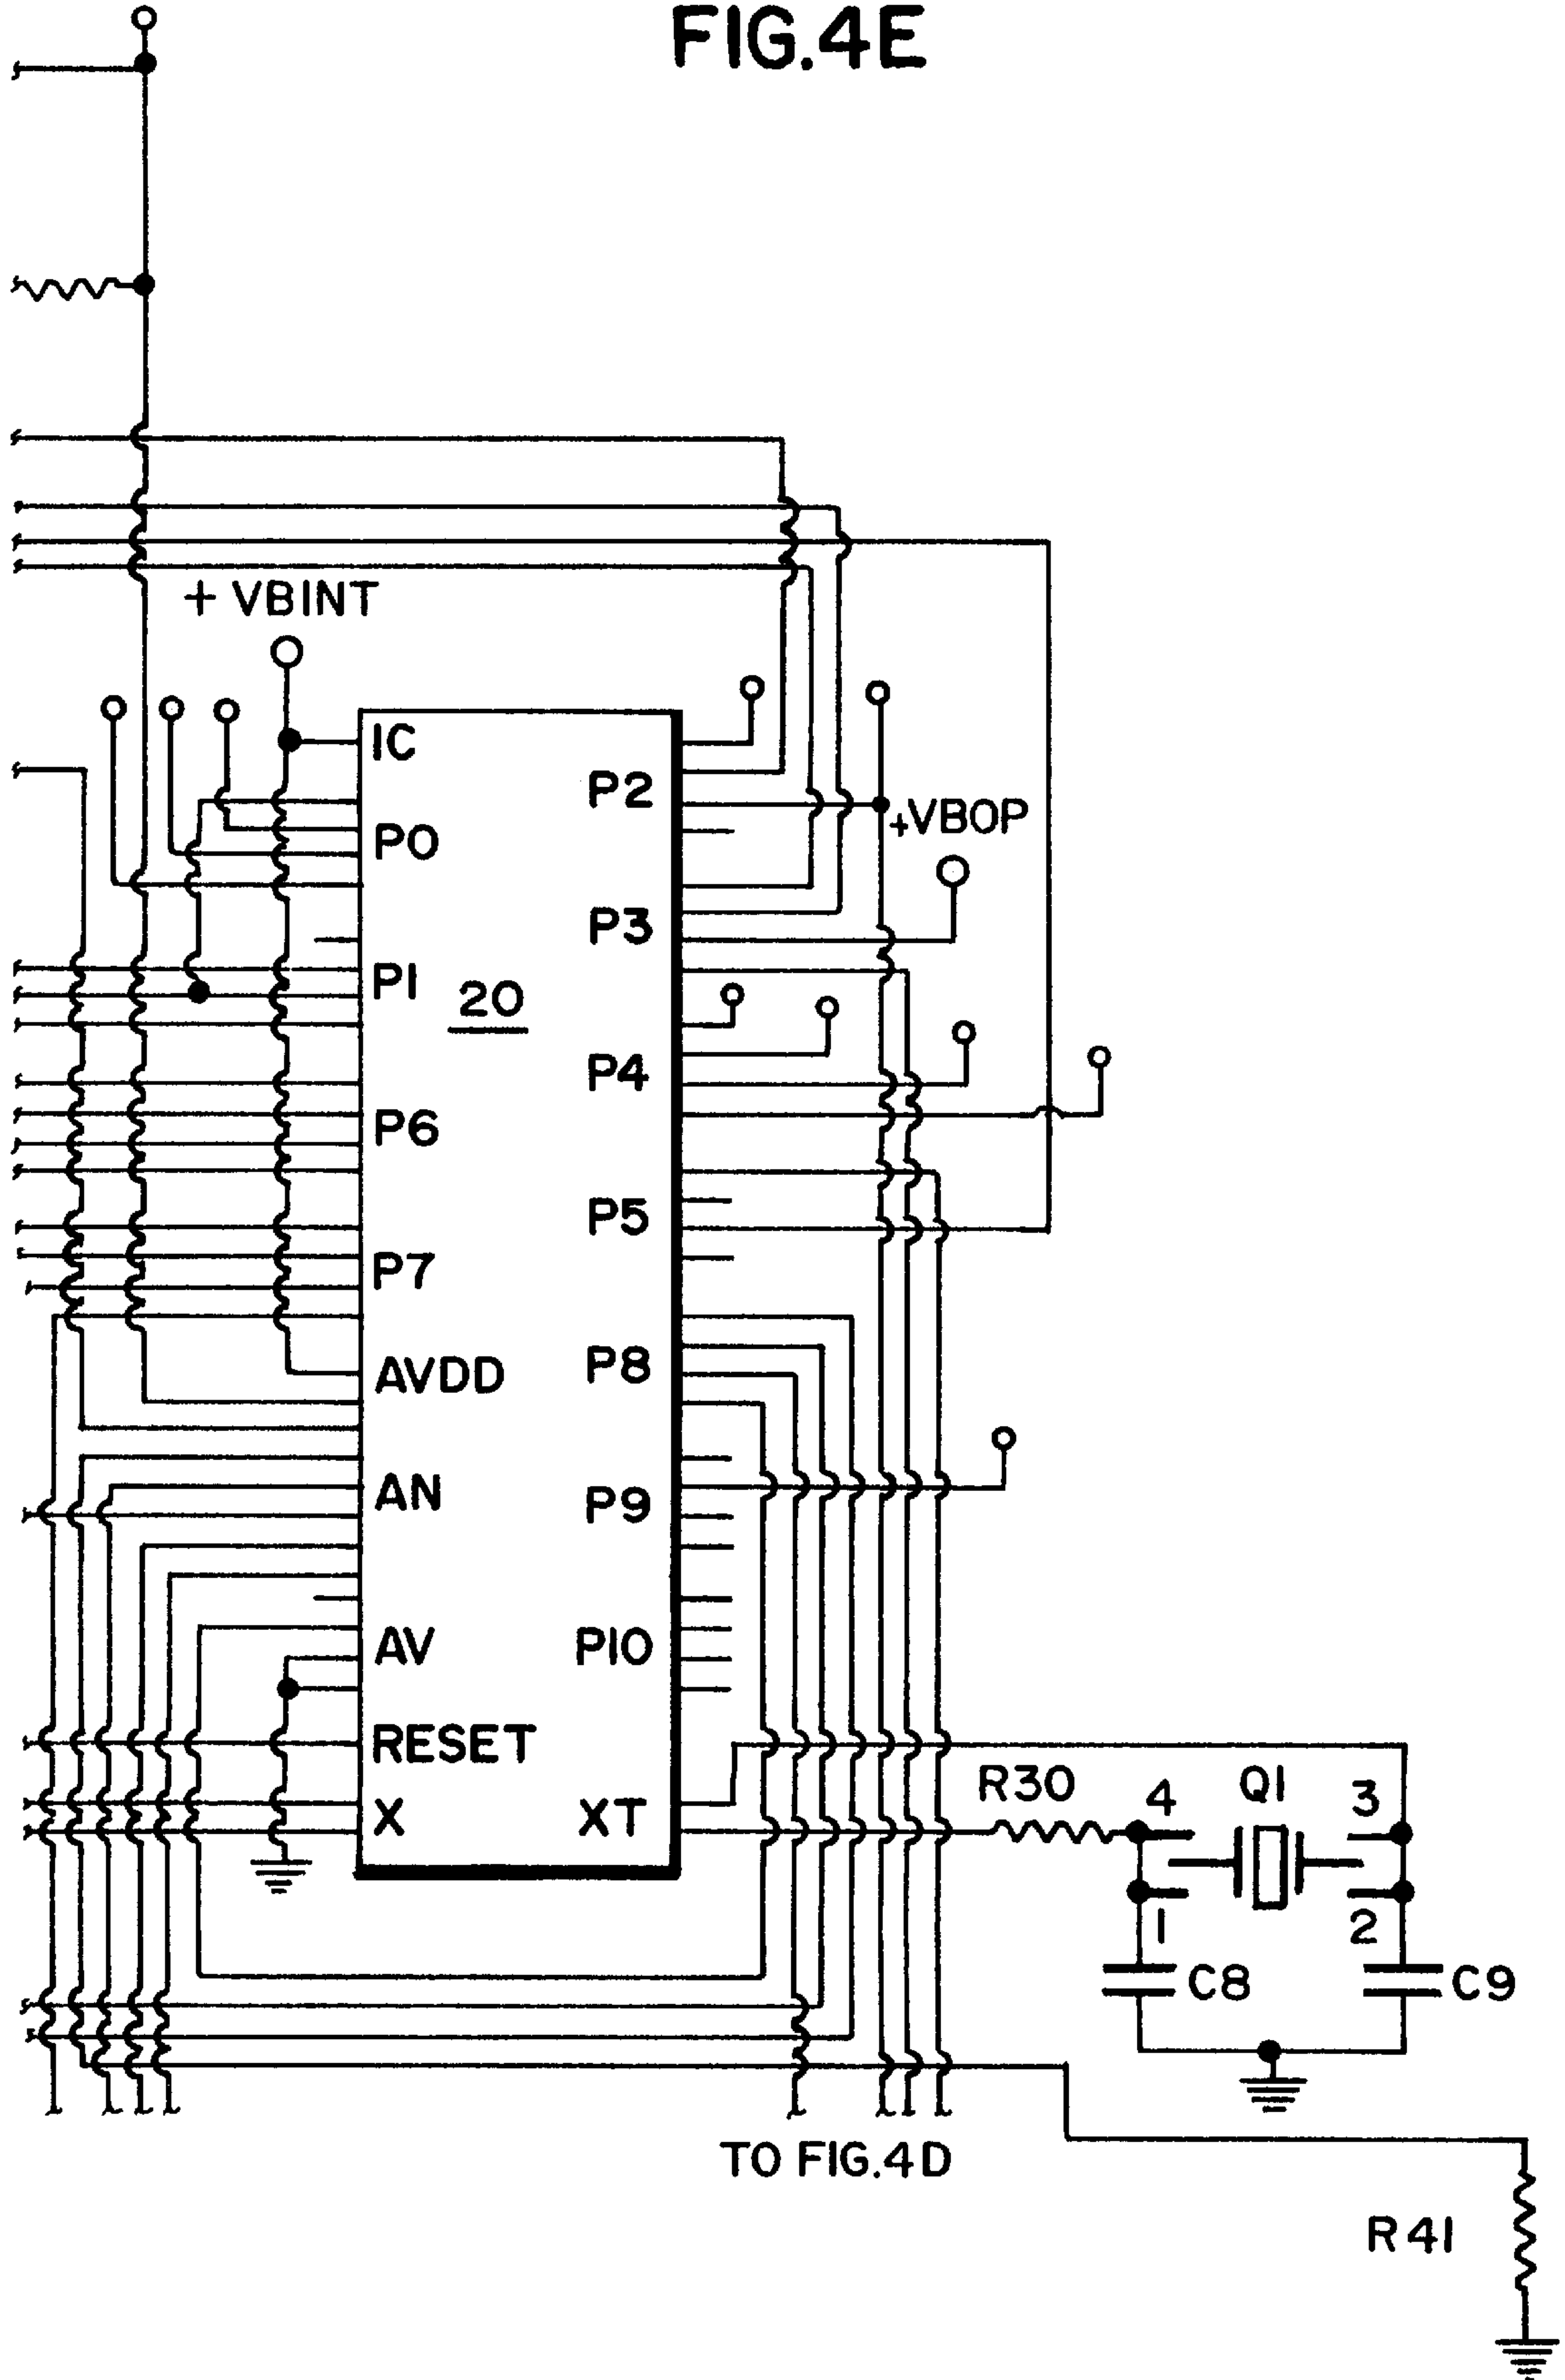 FIG.4E
+ VBINT
IC
P2
PO
+VBOP
P3
P1
20
P4
P6
P5
P7
AVDD
P8
AN
P9
AV
P10
RESET
X
XT
R30
4
Q1
3
1
2
C8
C9
TO FIG.4D
R41